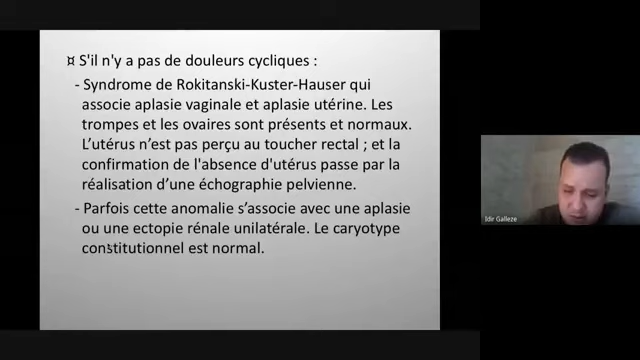 ¤ S'il n'y a pas de douleurs cycliques :
- Syndrome de Rokitanski-Kuster-Hauser qui
associe aplasie vaginale et aplasie utérine. Les
trompes et les ovaires sont présents et normaux.
L'utérus n'est pas perçu au toucher rectal ; et la
confirmation de l'absence d'utérus passe par la
réalisation d'une échographie pelvienne.
- Parfois cette anomalie s'associe avec une aplasie
ou une ectopie rénale unilatérale. Le caryotype
constitutionnel est normal.
Idir Galleze